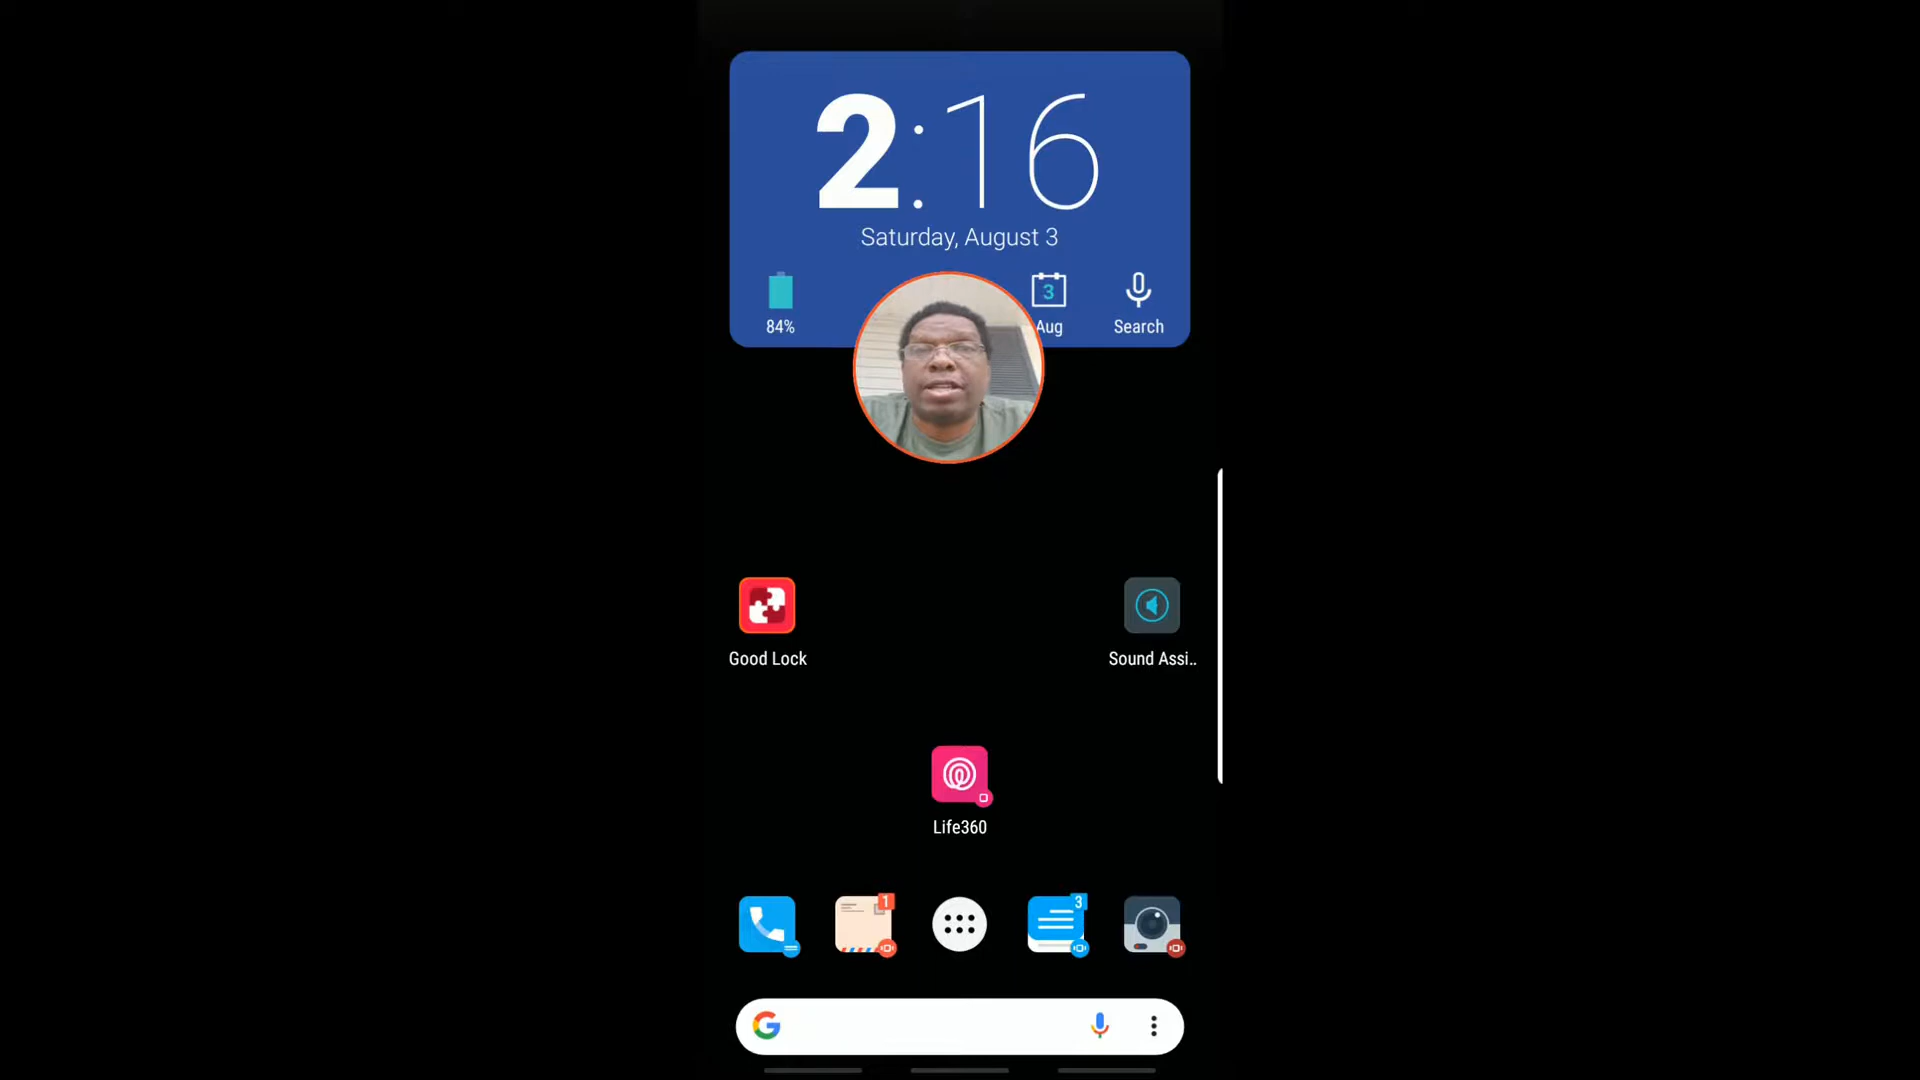 2:16
Saturday, August 3
3
84%
Aug
Search
Good Lock
Sound Assi..
Life360
1
3
G